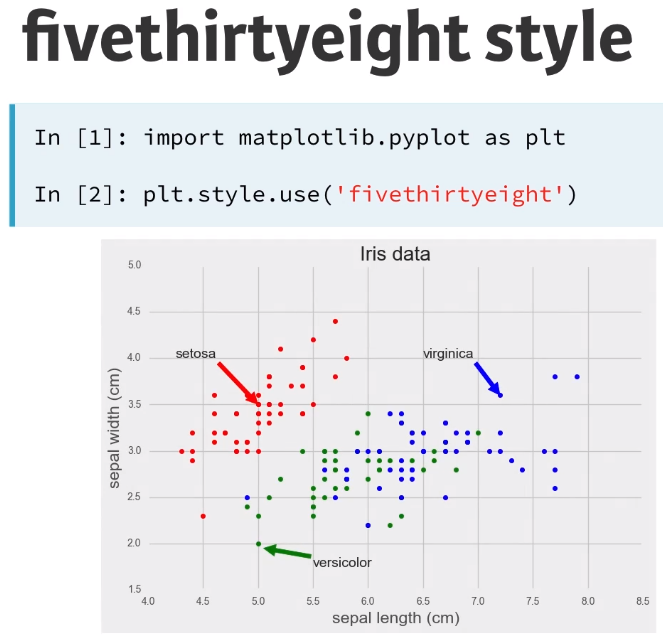 fivethirtyeight style
In [1]: import matplotlib.pyplot as plt
In [2]: plt.style.use('fivethirtyeight')
Iris data
5.0
4.5
setosa
virginica
4.0
3.5
sepal width (cm)
3.0
2.5
2.0
versicolor
1.5
4.0 4.5 5.0 5.5 6.0 6.5 7.0 7.5 8.0 8.5
sepal length (cm)